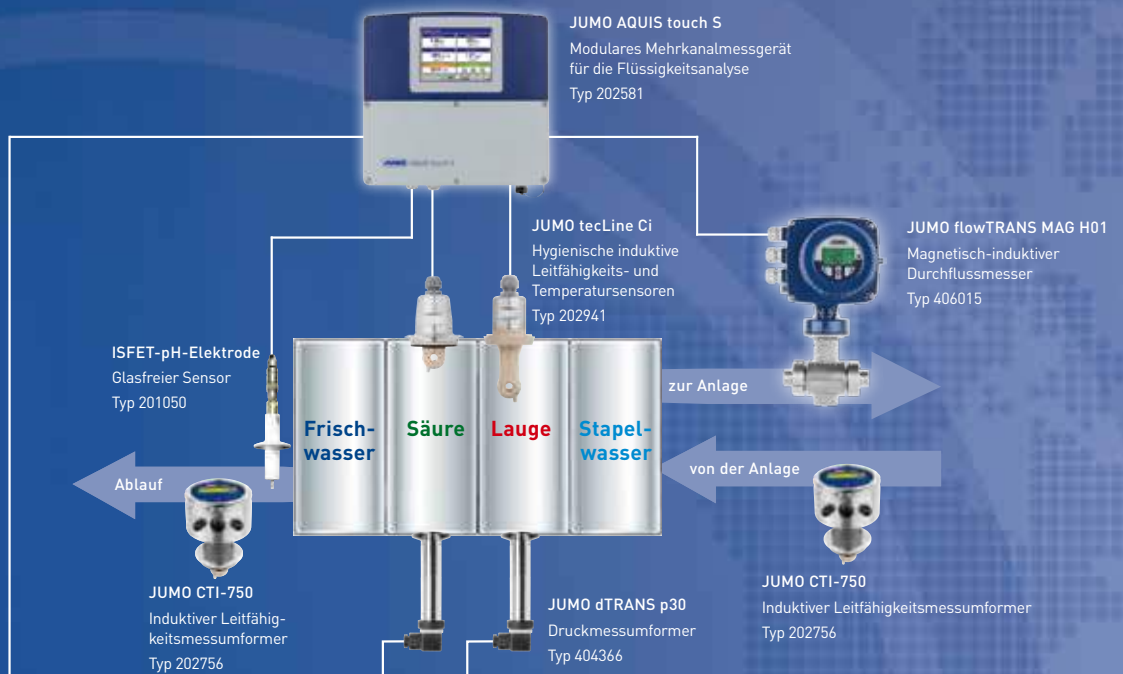 JUMO AQUIS touch S
Modulares Mehrkanalmessgerät
für die Flüssigkeitsanalyse
Typ 202581
JUMO tecLine Ci
Hygienische induktive
Leitfähigkeits- und
Temperatursensoren
Typ 202941
JUMO flowTRANS MAG H01
Magnetisch-induktiver
Durchflussmesser
Typ 406015
ISFET-pH-Elektrode
Glasfreier Sensor
Typ 201050
Frisch-
wasser
Säure
Lauge
Stapel-
wasser
zur Anlage
von der Anlage
Ablauf
JUMO CTI-750
Induktiver Leitfähig-
keitsmessumformer
Typ 202756
JUMO dTRANS p30
Druckmessumformer
Typ 404366
JUMO CTI-750
Induktiver Leitfähigkeitsmessumformer
Typ 202756